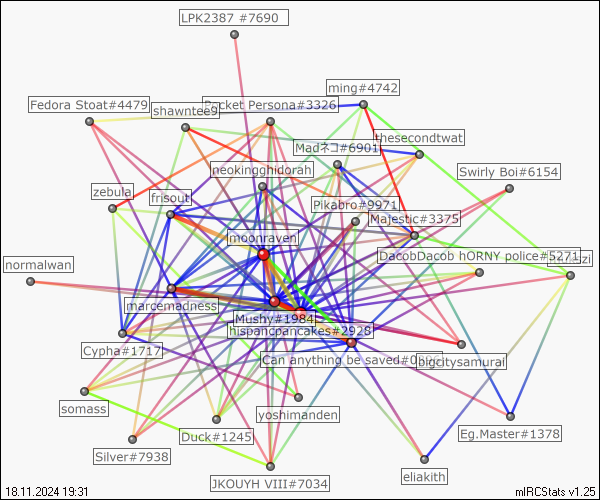 LPK2387 #7690
ming#4742
Fedora Stoat#4479
shawntee9
Pocket Persona#3326
thesecondtwat
Madネコ#6901
neokingghidorah
Swirly Boi#6154
zebula
frisout
Pikabro#9971
Majestic#3375
moonraven
DacobDacob hORNY police#5271
normalwan
marcemadness
Mushy#1984
hispancpancakes#2928
Cypha#1717
Can anything be saved#0
bigcitysamurai
somass
yoshimanden
Duck#1245
Eg.Master#1378
Silver#7938
eliakith
JKOUYH VIII#7034
18.11.2024 19:31
mIRCStats v1.25